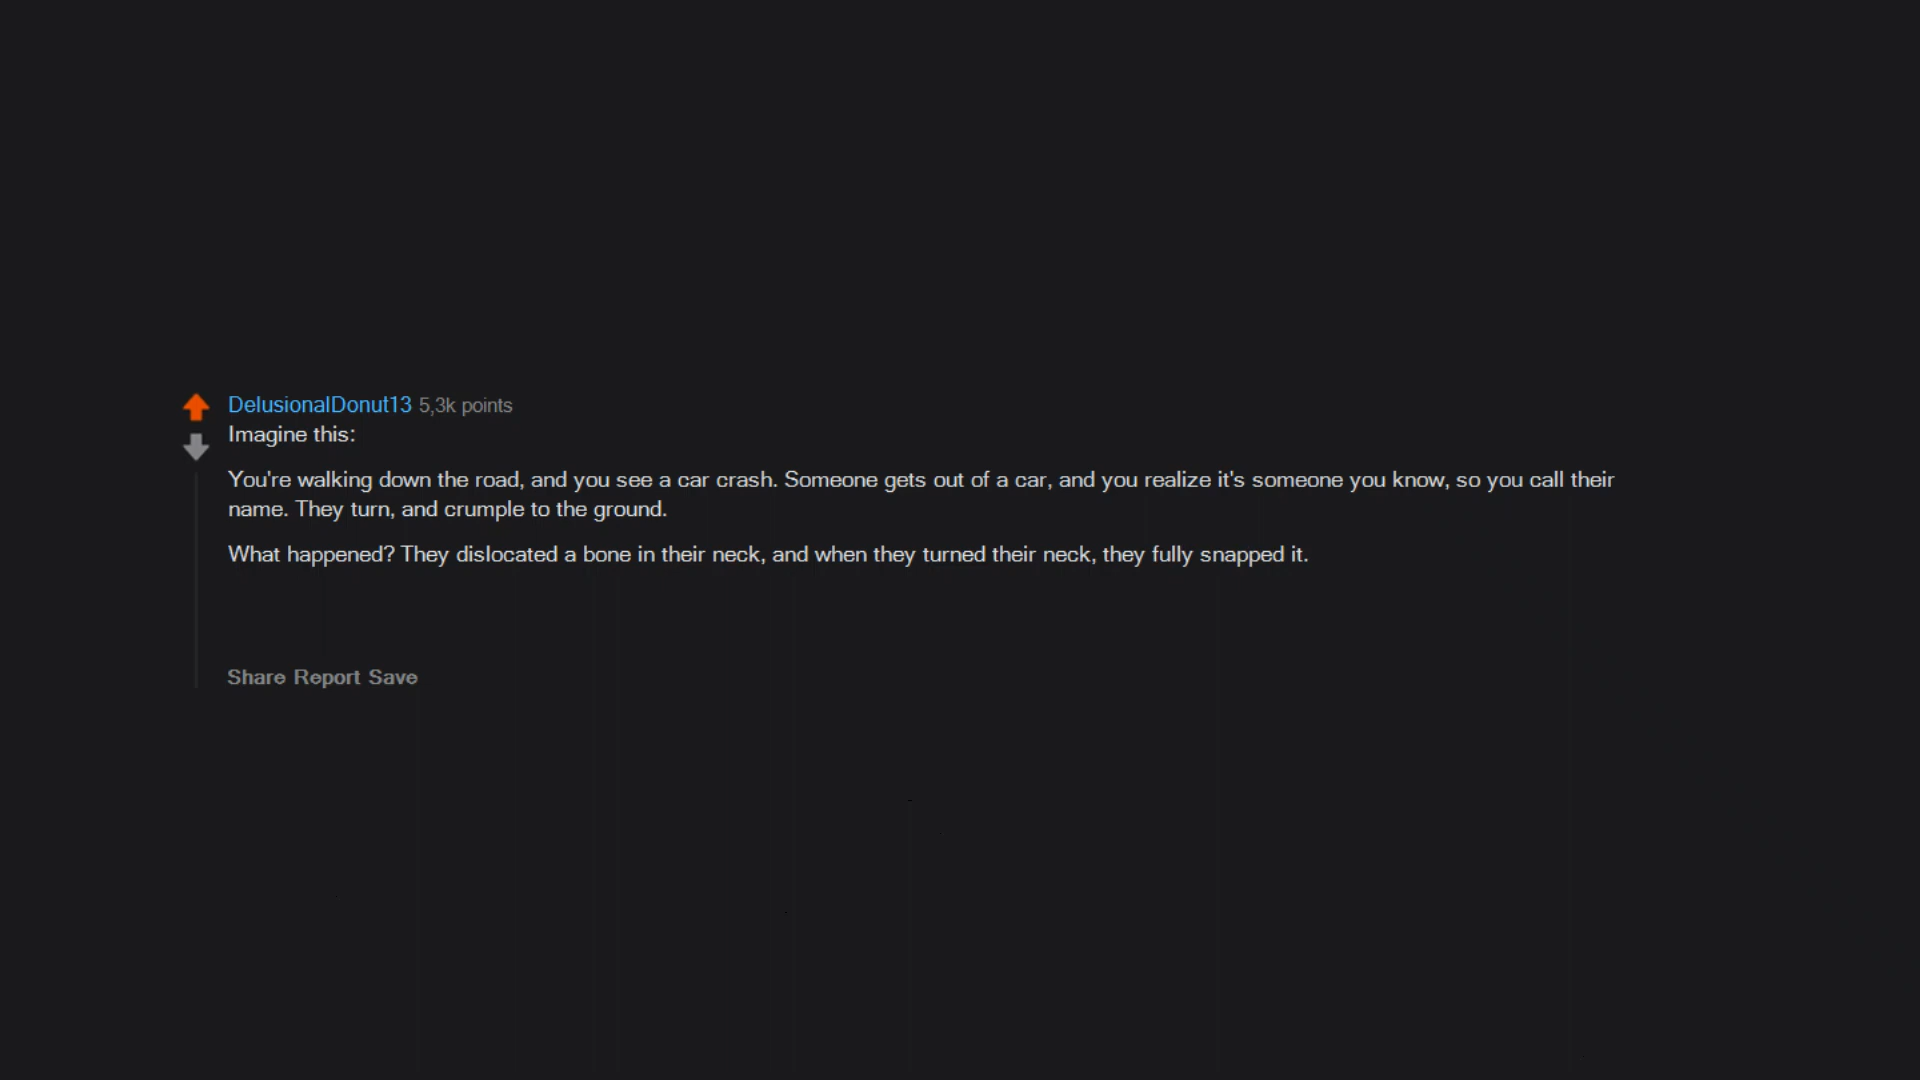 DelusionalDonut13 5,3k points
Imagine this:
You're walking down the road, and you see a car crash. Someone gets out of a car, and you realize it's someone you know, so you call their
name. They turn, and crumple to the ground.
What happened? They dislocated a bone in their neck, and when they turned their neck, they fully snapped it.
Share Report Save